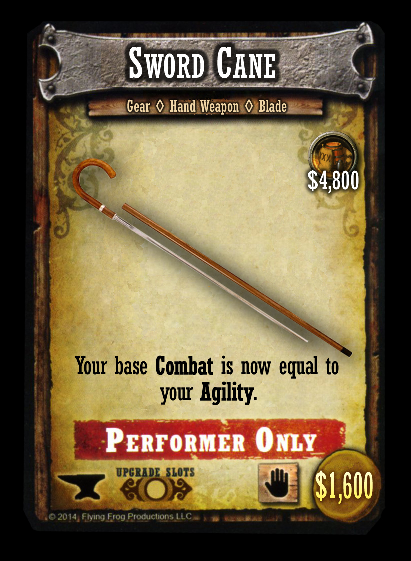 SWORD CANE
Gear ◊ Hand Weapon ◊ Blade
$4,800
Your base Combat is now equal to
your Agility.
PERFORMER ONLY
UPGRADE SLOTS
$1,600
© 2014, Flying Frog Productions LLC